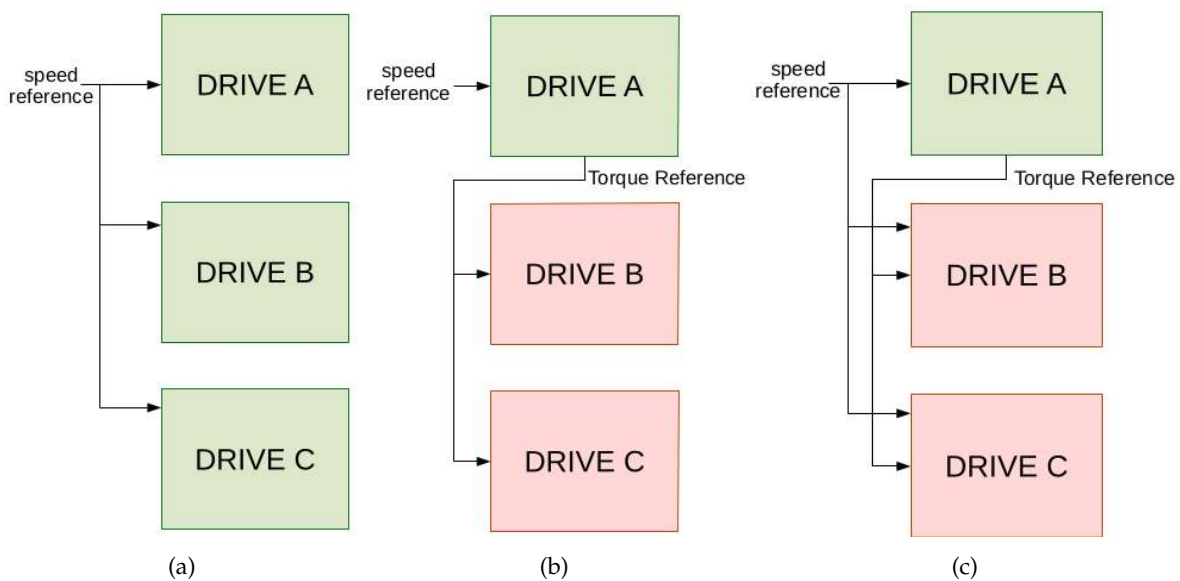 speed
reference
DRIVE A
DRIVE B
DRIVE C
(a)
speed
reference
DRIVE A
Torque Reference
DRIVE B
DRIVE C
(b)
speed
reference
DRIVE A
Torque Reference
DRIVE B
DRIVE C
(c)